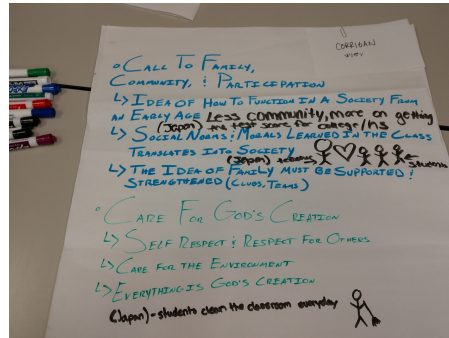 CORRIGAN
○ CALL TO FAMILY,
COMMUNITY, & PARTICIPATION
↳ IDEA OF HOW TO FUNCTION IN A SOCIETY FROM
AN EARLY AGE Less community, more on getting
(Japan) the test score for college/HS
↳ SOCIAL NORMS & MORALS LEARNED IN THE CLASS
TRANSLATES INTO SOCIETY (Japan) teachers students
↳ THE IDEA OF FAMILY MUST BE SUPPORTED &
STRENGTHENED (CLUBS, TEAMS)
○ CARE FOR GOD'S CREATION
↳ SELF RESPECT & RESPECT FOR OTHERS
↳ CARE FOR THE ENVIRONMENT
↳ EVERYTHING IS GOD'S CREATION
(Japan) - students clean the classroom everyday